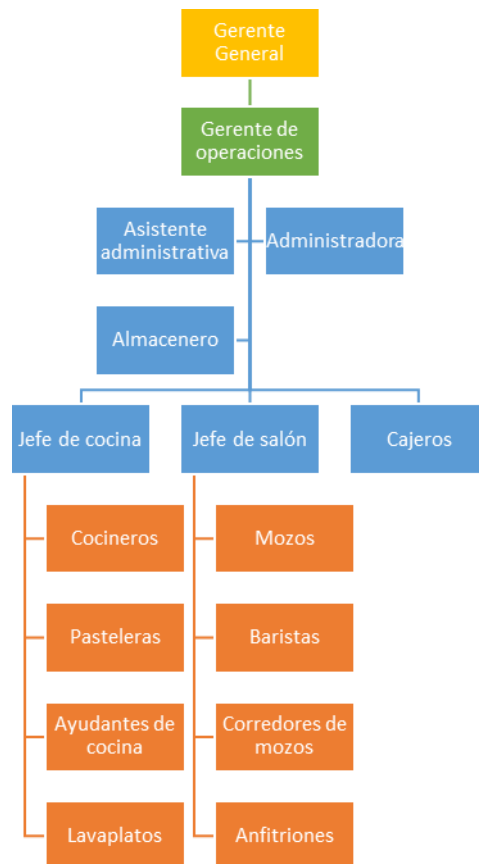 Gerente
General
Gerente de
operaciones
Asistente
administrativa
Administradora
Almacenero
Jefe de cocina
Jefe de salón
Cajeros
Cocineros
Mozos
Pasteleras
Baristas
Ayudantes de
cocina
Corredores de
mozos
Lavaplatos
Anfitriones